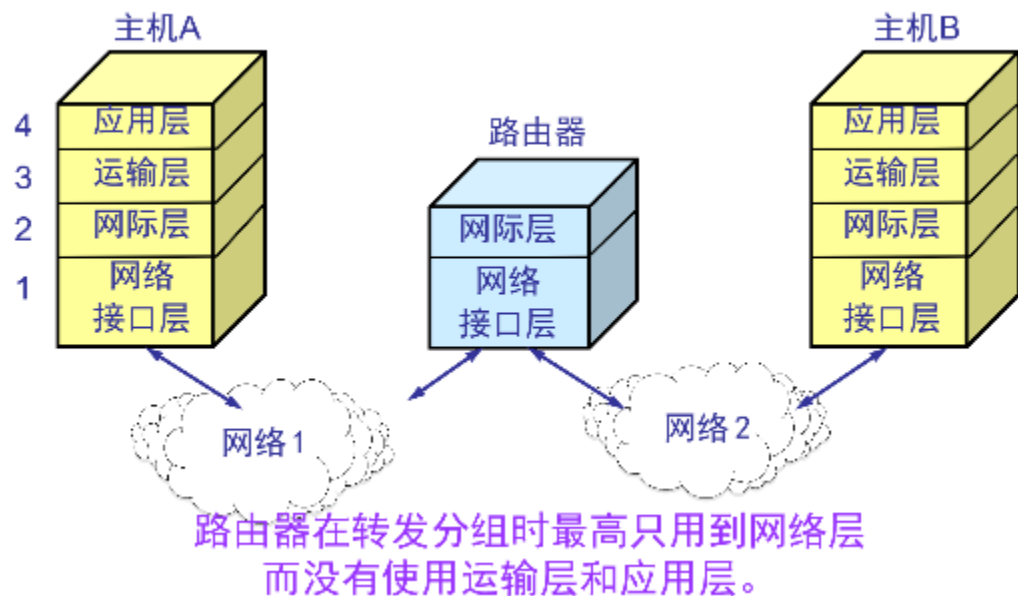 主机A
主机B
路由器
4
应用层
3
运输层
2
网际层
1
网络
接口层
网际层
网络
接口层
应用层
运输层
网际层
网络
接口层
网络1
网络2
路由器在转发分组时最高只用到网络层
而没有使用运输层和应用层。